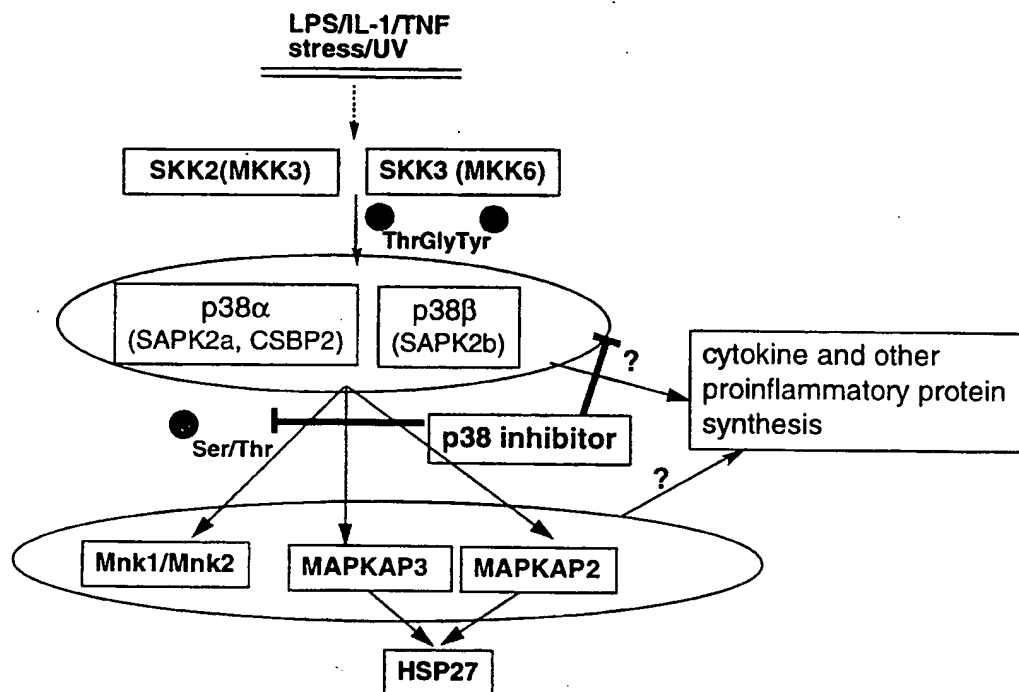 LPS/IL-1/TNF
stress/UV
SKK2(MKK3)
SKK3 (MKK6)
ThrGlyTyr
p38α
(SAPK2a, CSBP2)
p38β
(SAPK2b)
?
cytokine and other
proinflammatory protein
synthesis
p38 inhibitor
Ser/Thr
?
Mnk1/Mnk2
MAPKAP3
MAPKAP2
HSP27